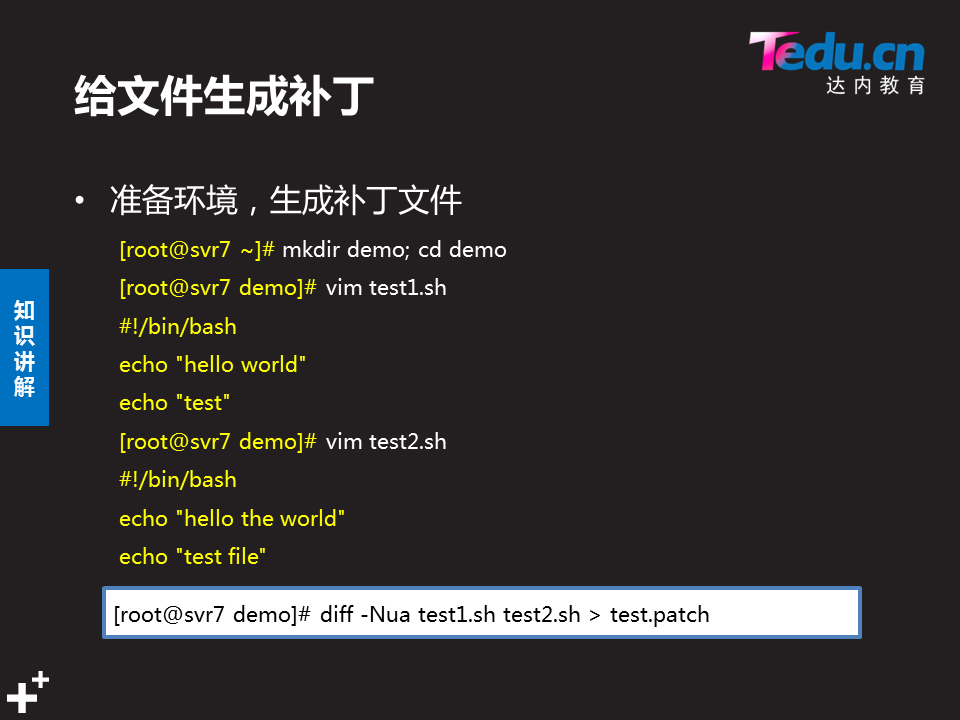 Tedu.cn
达内教育
给文件生成补丁
• 准备环境，生成补丁文件
[root@svr7 ~]# mkdir demo; cd demo
[root@svr7 demo]# vim test1.sh
#!/bin/bash
echo "hello world"
echo "test"
[root@svr7 demo]# vim test2.sh
#!/bin/bash
echo "hello the world"
echo "test file"
[root@svr7 demo]# diff -Nua test1.sh test2.sh > test.patch
知识讲解